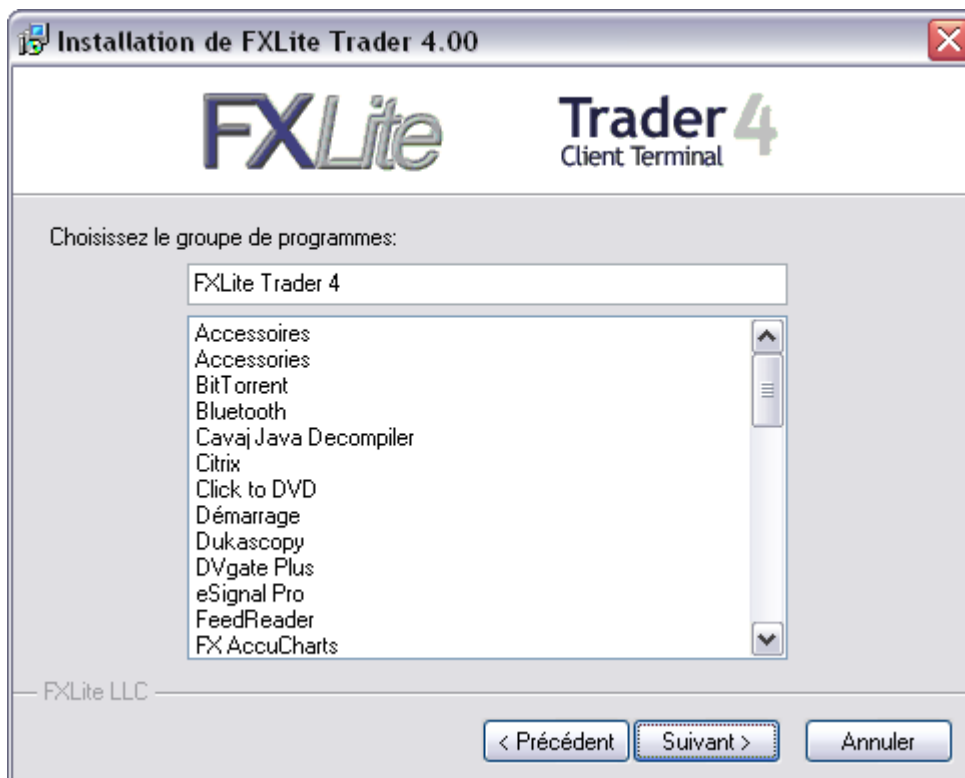 Installation de FXLite Trader 4.00
FXLite
Trader 4
Client Terminal
Choisissez le groupe de programmes:
FXLite Trader 4
Accessoires
Accessories
BitTorrent
Bluetooth
Cavaj Java Decompiler
Citrix
Click to DVD
Démarrage
Dukascopy
DVgate Plus
eSignal Pro
FeedReader
FX AccuCharts
FXLite LLC
< Précédent
Suivant >
Annuler